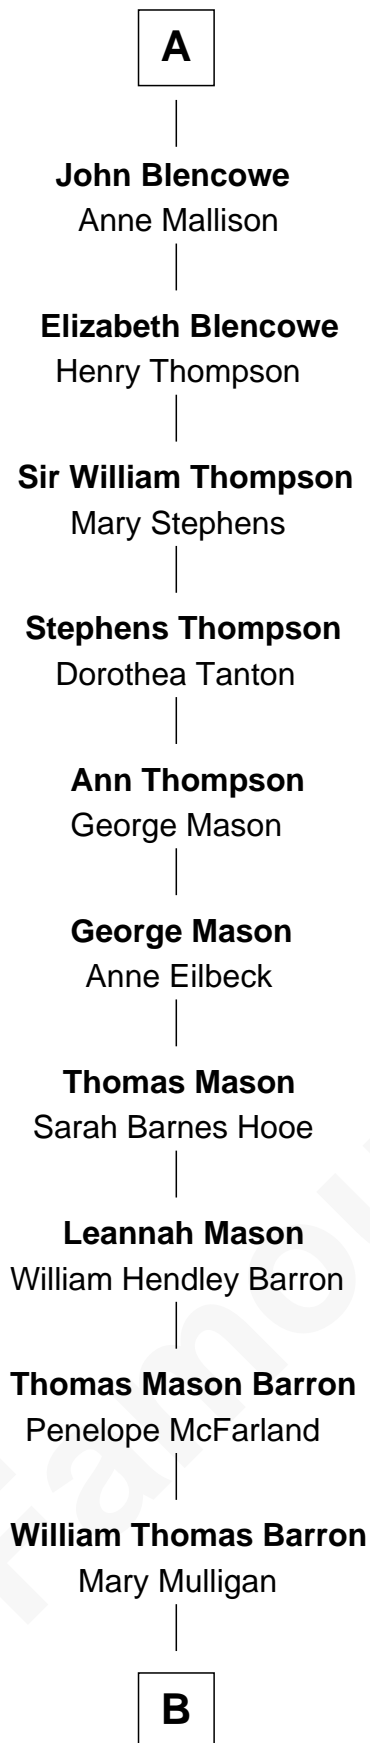 A
John Blencowe
Anne Mallison
Elizabeth Blencowe
Henry Thompson
Sir William Thompson
Mary Stephens
Stephens Thompson
Dorothea Tanton
Ann Thompson
George Mason
George Mason
Anne Eilbeck
Thomas Mason
Sarah Barnes Hooe
Leannah Mason
William Hendley Barron
Thomas Mason Barron
Penelope McFarland
William Thomas Barron
Mary Mulligan
B
Famou